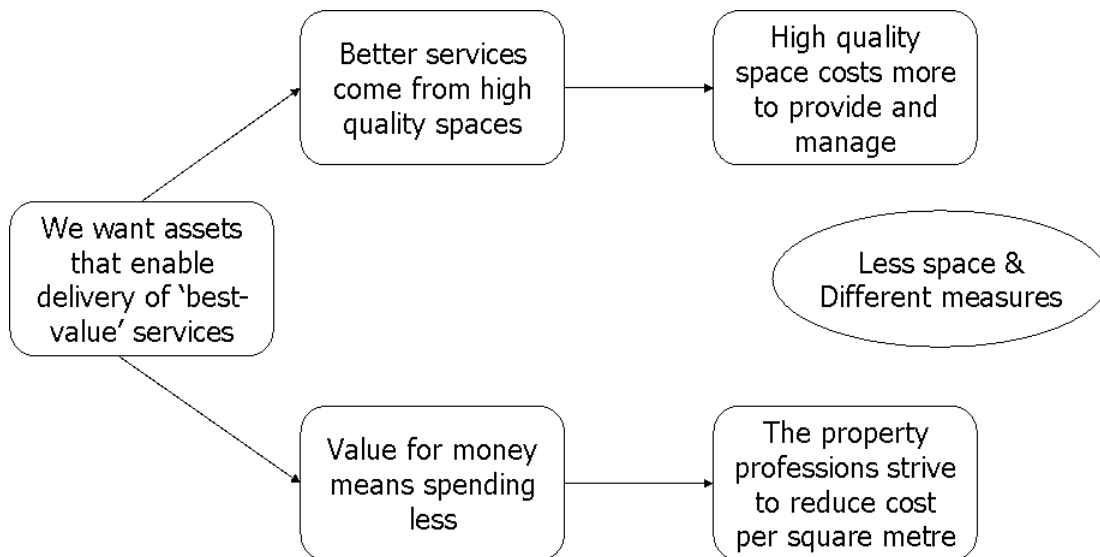 Better services
come from high
quality spaces
High quality
space costs more
to provide and
manage
We want assets
that enable
delivery of ‘best-
value’ services
Less space &
Different measures
Value for money
means spending
less
The property
professions strive
to reduce cost
per square metre